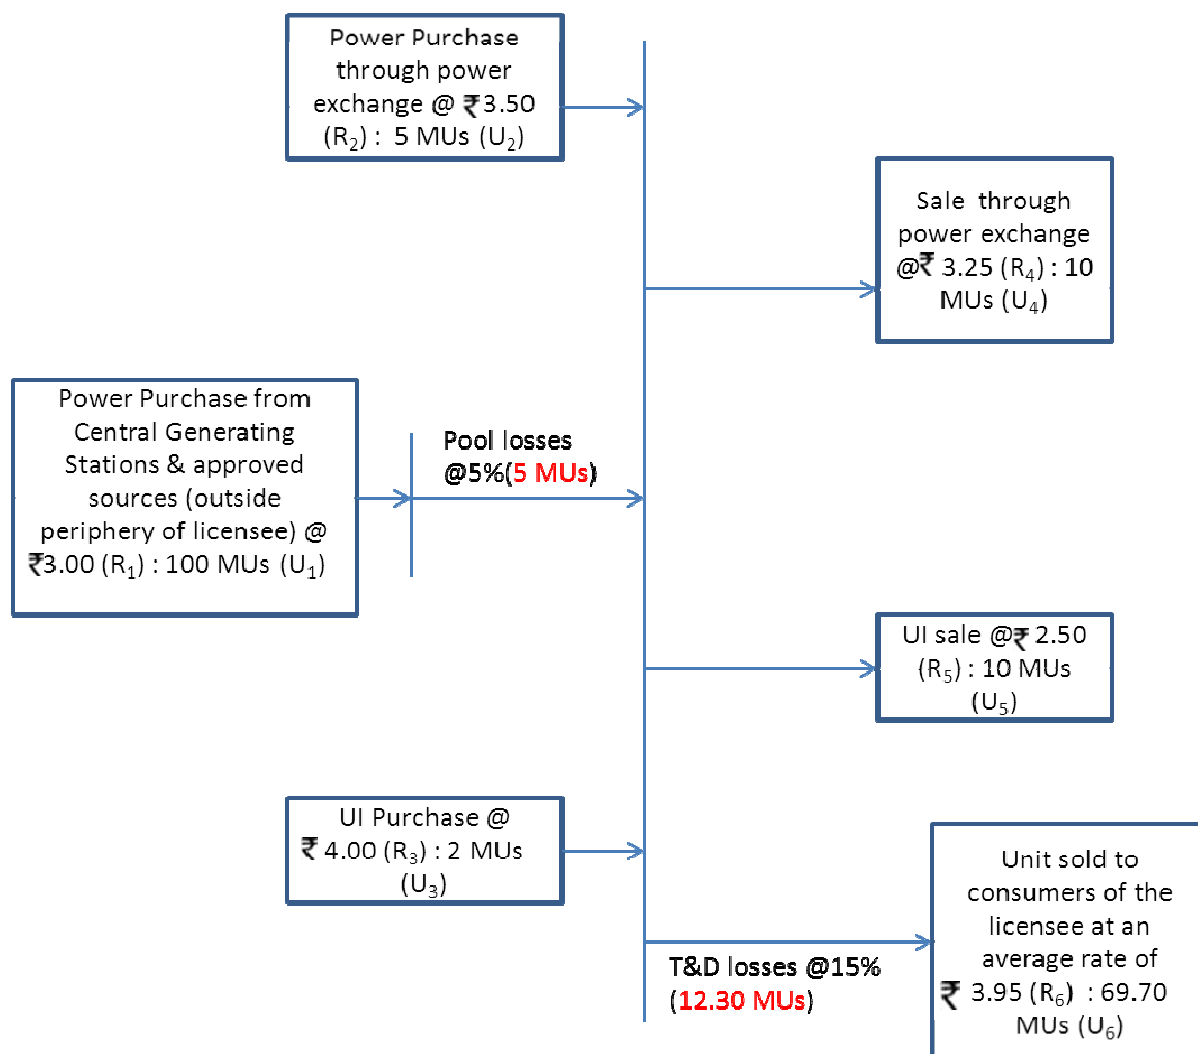 Power Purchase
through power
exchange @ ₹3.50
(R₂) : 5 MUs (U₂)
Sale through
power exchange
@₹ 3.25 (R₄) : 10
MUs (U₄)
Power Purchase from
Central Generating
Stations & approved
sources (outside
periphery of licensee) @
₹3.00 (R₁) : 100 MUs (U₁)
Pool losses
@5%(5 MUs)
UI sale @₹ 2.50
(R₅) : 10 MUs
(U₅)
UI Purchase @
₹ 4.00 (R₃) : 2 MUs
(U₃)
Unit sold to
consumers of the
licensee at an
average rate of
₹ 3.95 (R₆) : 69.70
MUs (U₆)
T&D losses @15%
(12.30 MUs)